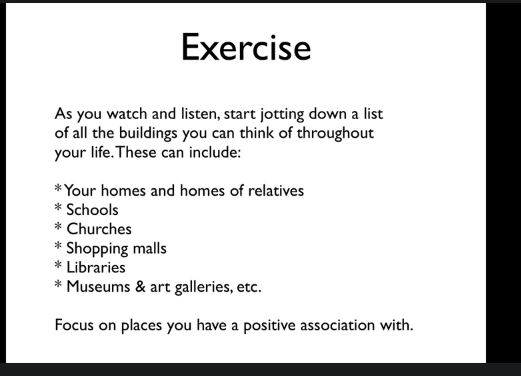 Exercise
As you watch and listen, start jotting down a list
of all the buildings you can think of throughout
your life. These can include:
* Your homes and homes of relatives
* Schools
* Churches
* Shopping malls
* Libraries
* Museums & art galleries, etc.
Focus on places you have a positive association with.